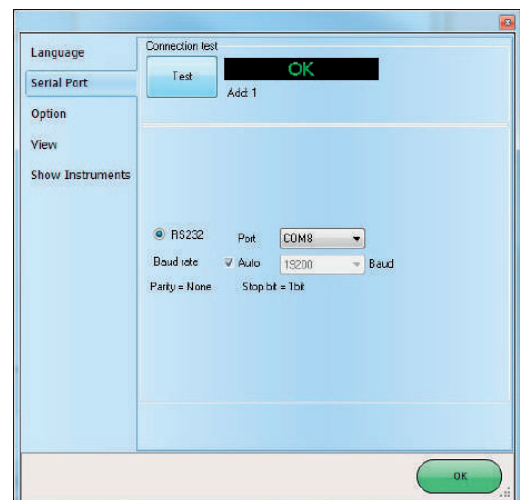 Language
Serial Port
Option
View
Show Instruments
Connection test
Test
OK
Add: 1
RS232 Port COM8
Baud rate Auto 19200 Baud
Parity = None Stop bit = 1bit
OK